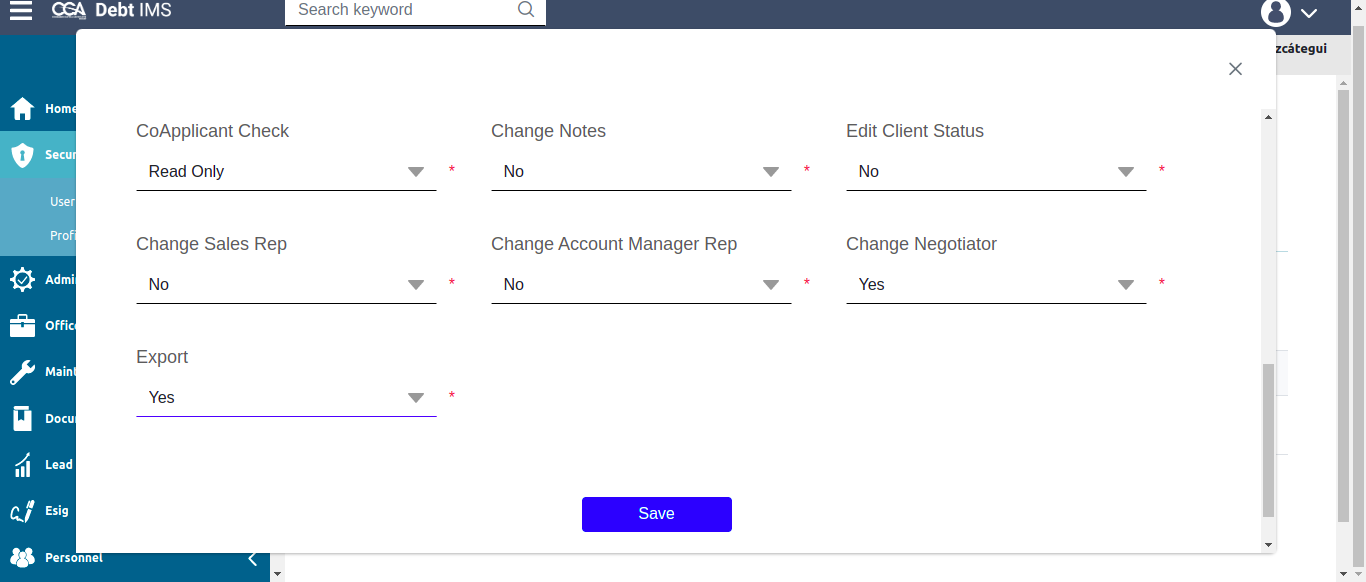 CGA Debt IMS
Search keyword
zcátegui
Home
Secur
User
Profi
Admi
Office
Maint
Docu
Lead
Esig
Personnel
CoApplicant Check
Change Notes
Edit Client Status
Read Only *
No *
No *
Change Sales Rep
Change Account Manager Rep
Change Negotiator
No *
No *
Yes *
Export
Yes *
Save